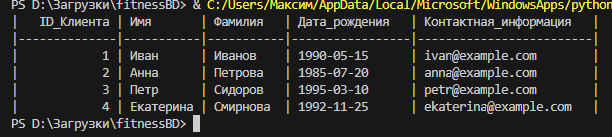 PS D:\Загрузки\fitnessBD> & C:/Users/Максим/AppData/Local/Microsoft/WindowsApps/python
| ID_Клиента | Имя | Фамилия | Дата_рождения | Контактная_информация |
|-------------:|:----------|:----------|:----------------|:------------------------|
| 1 | Иван | Иванов | 1990-05-15 | ivan@example.com |
| 2 | Анна | Петрова | 1985-07-20 | anna@example.com |
| 3 | Петр | Сидоров | 1995-03-10 | petr@example.com |
| 4 | Екатерина | Смирнова | 1992-11-25 | ekaterina@example.com |
PS D:\Загрузки\fitnessBD>